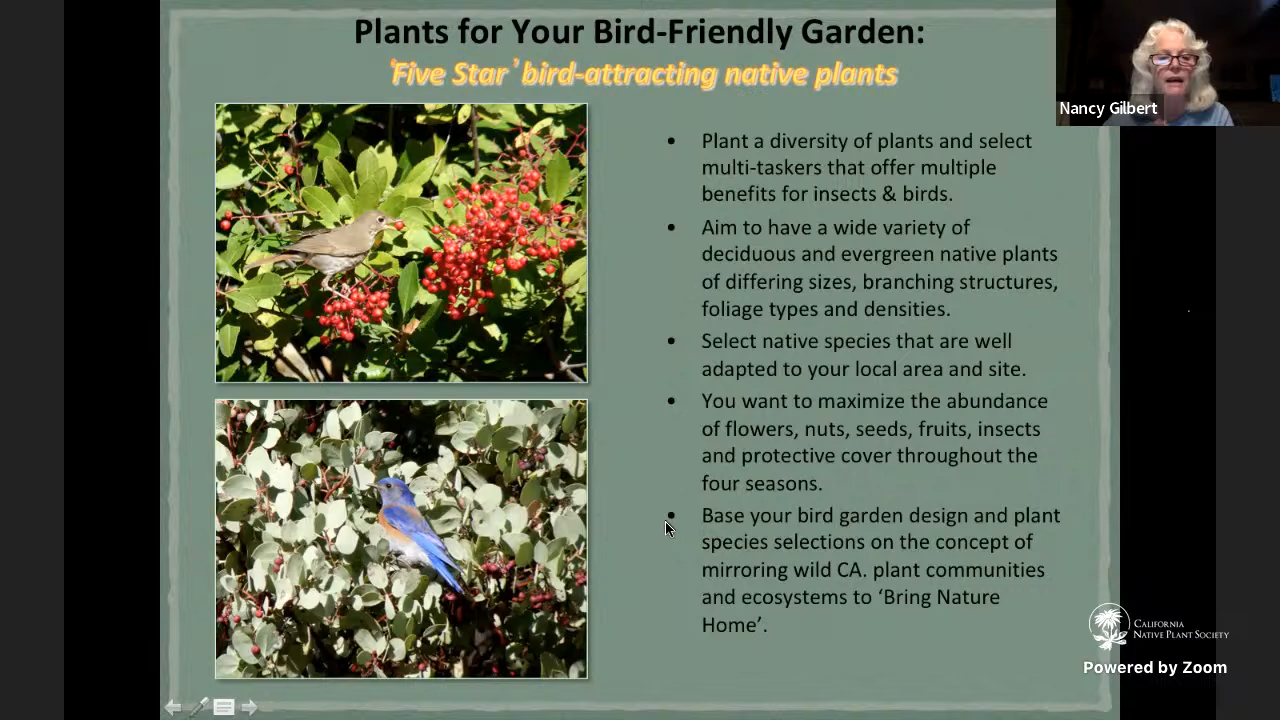 Plants for Your Bird-Friendly Garden:
‘Five Star’ bird-attracting native plants
Nancy Gilbert
• Plant a diversity of plants and select
multi-taskers that offer multiple
benefits for insects & birds.
• Aim to have a wide variety of
deciduous and evergreen native plants
of differing sizes, branching structures,
foliage types and densities.
• Select native species that are well
adapted to your local area and site.
• You want to maximize the abundance
of flowers, nuts, seeds, fruits, insects
and protective cover throughout the
four seasons.
• Base your bird garden design and plant
species selections on the concept of
mirroring wild CA. plant communities
and ecosystems to ‘Bring Nature
Home’.
CALIFORNIA
NATIVE PLANT SOCIETY
Powered by Zoom